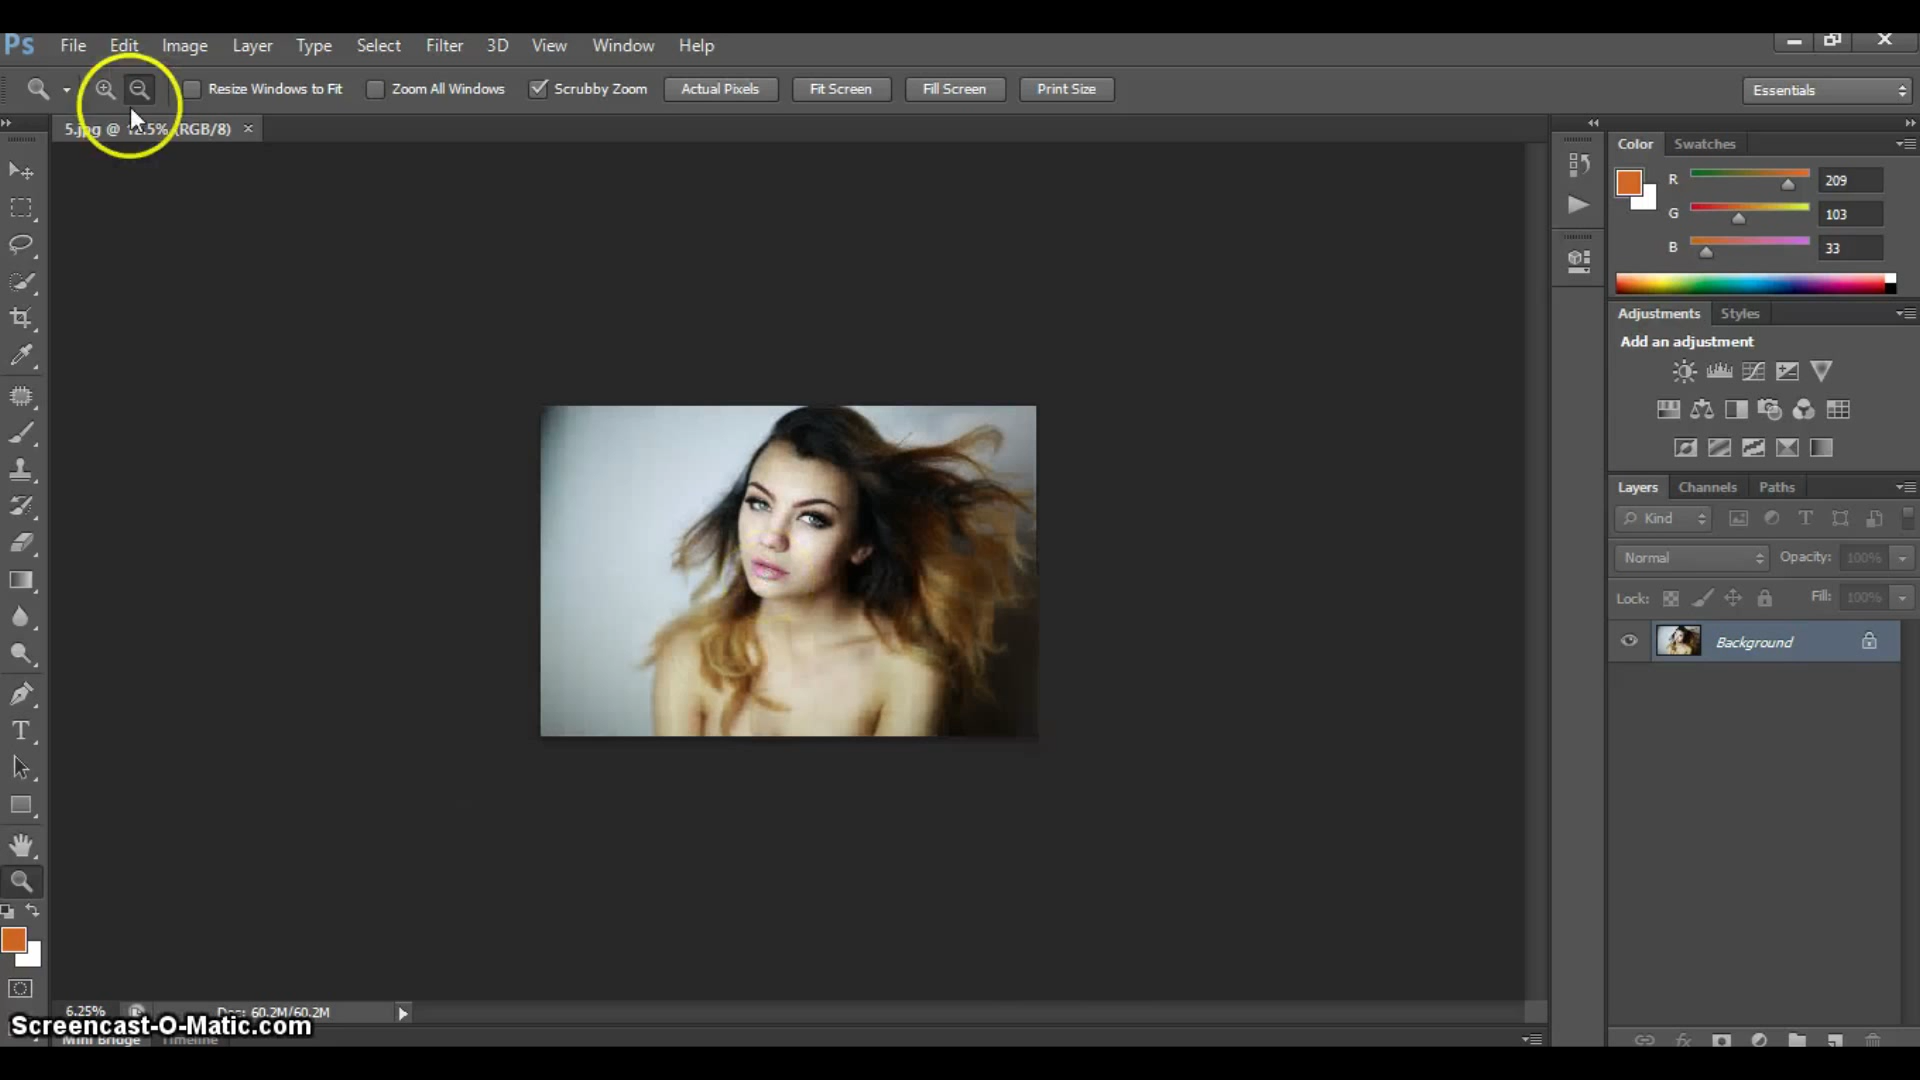 Ps File Edit Image Layer Type Select Filter 3D View Window Help
Resize Windows to Fit Zoom All Windows Scrubby Zoom Actual Pixels Fit Screen Fill Screen Print Size Essentials
5.jpg @ 12.5% (RGB/8) ×
Color Swatches
R 209
G 103
B 33
Adjustments Styles
Add an adjustment
Layers Channels Paths
Kind
Normal Opacity: 100%
Lock: Fill: 100%
Background
6.25% Doc: 60.2M/60.2M
Screencast-O-Matic.com
Mini Bridge Timeline